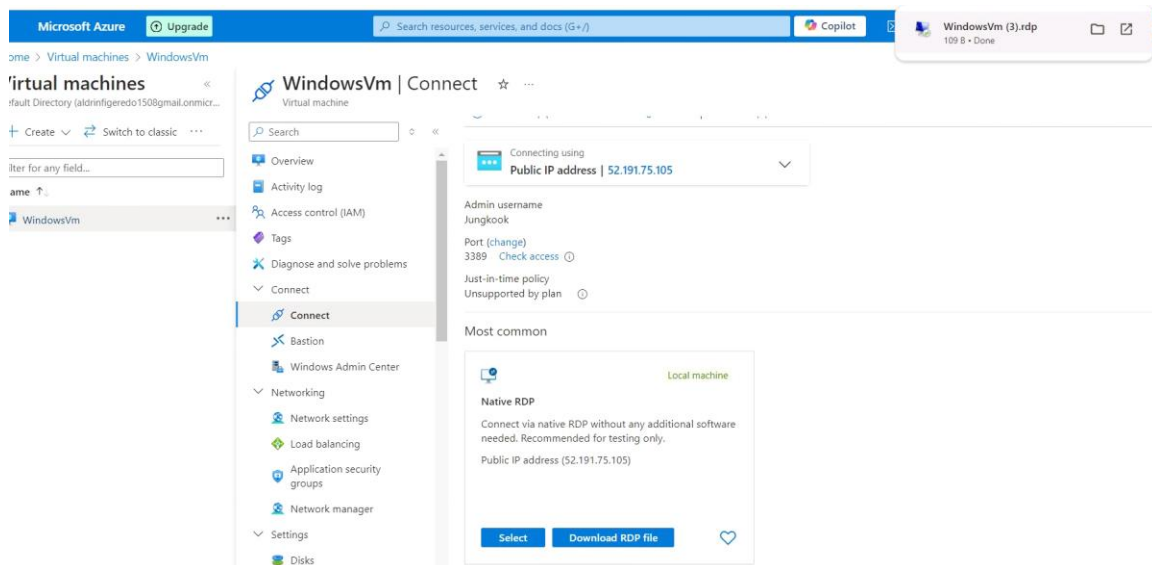 Microsoft Azure
Upgrade
Search resources, services, and docs (G+/)
Copilot
WindowsVm (3).rdp
109 B • Done
ome > Virtual machines > WindowsVm
irtual machines
efault Directory (aldrinfigeredo1508gmail.onmicr...
+ Create
Switch to classic
...
ilter for any field...
ame ↑
WindowsVm
...
WindowsVm | Connect
...
Virtual machine
Search
Overview
Activity log
Access control (IAM)
Tags
Diagnose and solve problems
Connect
Connect
Bastion
Windows Admin Center
Networking
Network settings
Load balancing
Application security
groups
Network manager
Settings
Disks
Connecting using
Public IP address | 52.191.75.105
Admin username
Jungkook
Port (change)
3389 Check access
Just-in-time policy
Unsupported by plan
Most common
Local machine
Native RDP
Connect via native RDP without any additional software
needed. Recommended for testing only.
Public IP address (52.191.75.105)
Select
Download RDP file